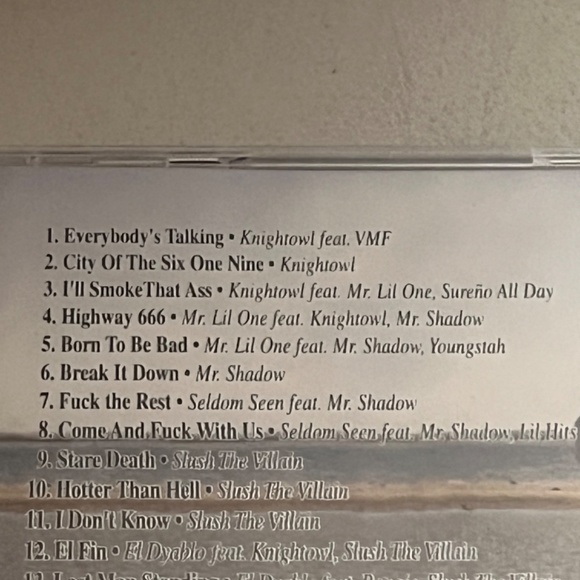 1. Everybody's Talking • Knightowl feat. VMF
2. City Of The Six One Nine • Knightowl
3. I'll SmokeThat Ass • Knightowl feat. Mr. Lil One, Sureño All Day
4. Highway 666 • Mr. Lil One feat. Knightowl, Mr. Shadow
5. Born To Be Bad • Mr. Lil One feat. Mr. Shadow, Youngstah
6. Break It Down • Mr. Shadow
7. Fuck the Rest • Seldom Seen feat. Mr. Shadow
8. Come And Fuck With Us • Seldom Seen feat. Mr. Shadow, Lil Hits
9. Stare Death • Slush The Villain
10. Hotter Than Hell • Slush The Villain
11. I Don't Know • Slush The Villain
12. El Fin • El Dyablo feat. Knightowl, Slush The Villain